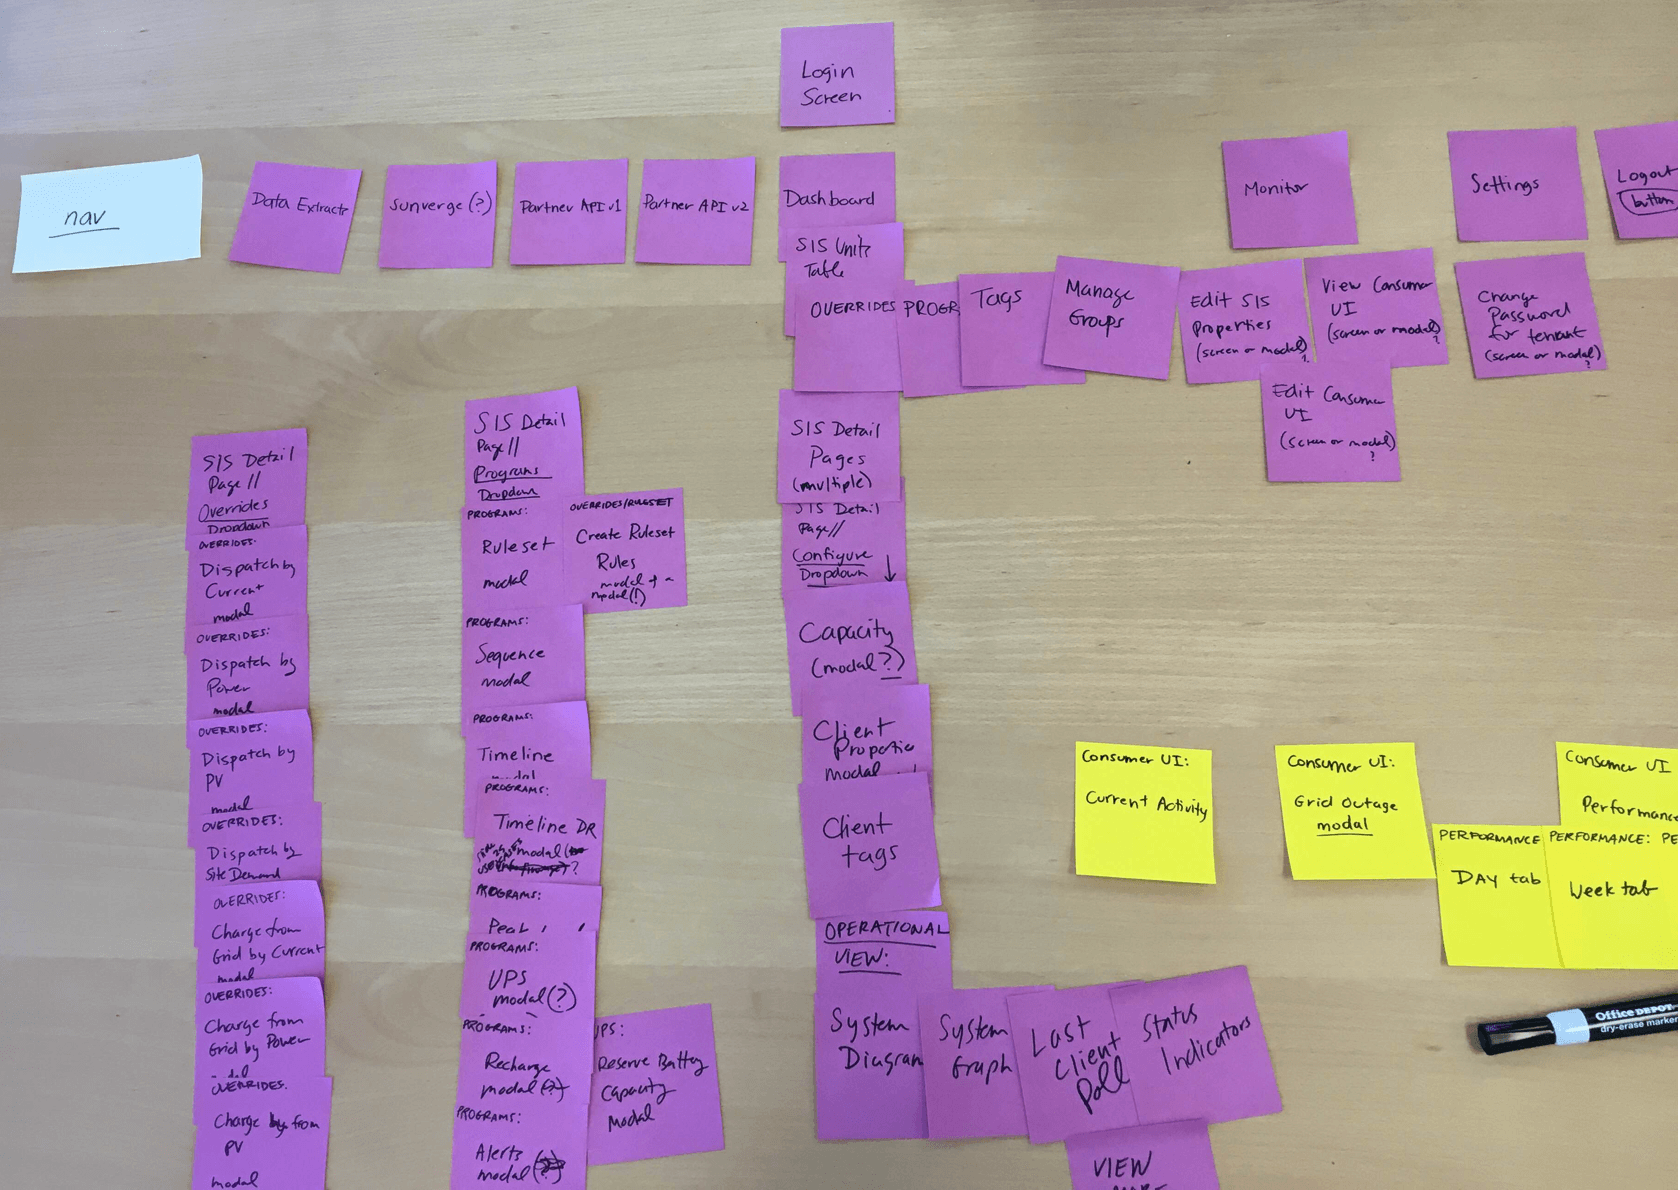 Login
Screen
nav
Data Extracts
Sunverge (?)
Partner API v1
Partner API v2
Dashboard
Monitor
Settings
Logout
button
SIS Units
Table
OVERRIDES
PROGR
Tags
Manage
Groups
Edit SIS
Properties
(screen or modal)
?
View Consumer
UI
(screen or modal)
?
Change
Password
for tenant
(screen or modal)
?
Edit Consumer
UI
(screen or modal)
?
SIS Detail
Page//
Overrides
Dropdown
OVERRIDES:
Dispatch by
Current
modal
OVERRIDES:
Dispatch by
Power
modal
OVERRIDES:
Dispatch by
PV
modal
OVERRIDES:
Dispatch by
Site Demand
OVERRIDES:
Charge from
Grid by Current
modal
OVERRIDES:
Charge from
Grid by Power
OVERRIDES:
Charge from
PV
modal
SIS Detail
Page//
Programs
Dropdown
PROGRAMS:
Ruleset
modal
OVERRIDES/RULESET
Create Ruleset
Rules
modal + a
modal(!)
PROGRAMS:
Sequence
modal
PROGRAMS:
Timeline
modal
PROGRAMS:
Timeline DR
modal
?
PROGRAMS:
Peak
PROGRAMS:
UPS
modal(?)
PROGRAMS:
Recharge
modal(?)
UPS:
Reserve Battery
Capacity
Modal
PROGRAMS:
Alerts
modal
SIS Detail
Pages
(multiple)
SIS Detail
Page//
Configure
Dropdown ↓
Capacity
(modal?)
Client
Properties
modal
Client
tags
OPERATIONAL
VIEW:
System
Diagram
System
Graph
Last
Client
Poll
Status
Indicators
VIEW
Consumer UI:
Current Activity
Consumer UI:
Grid Outage
modal
Consumer UI
Performance
PERFORMANCE
DAY tab
PERFORMANCE:
Week tab
PE
Office DEPOT
dry-erase marker